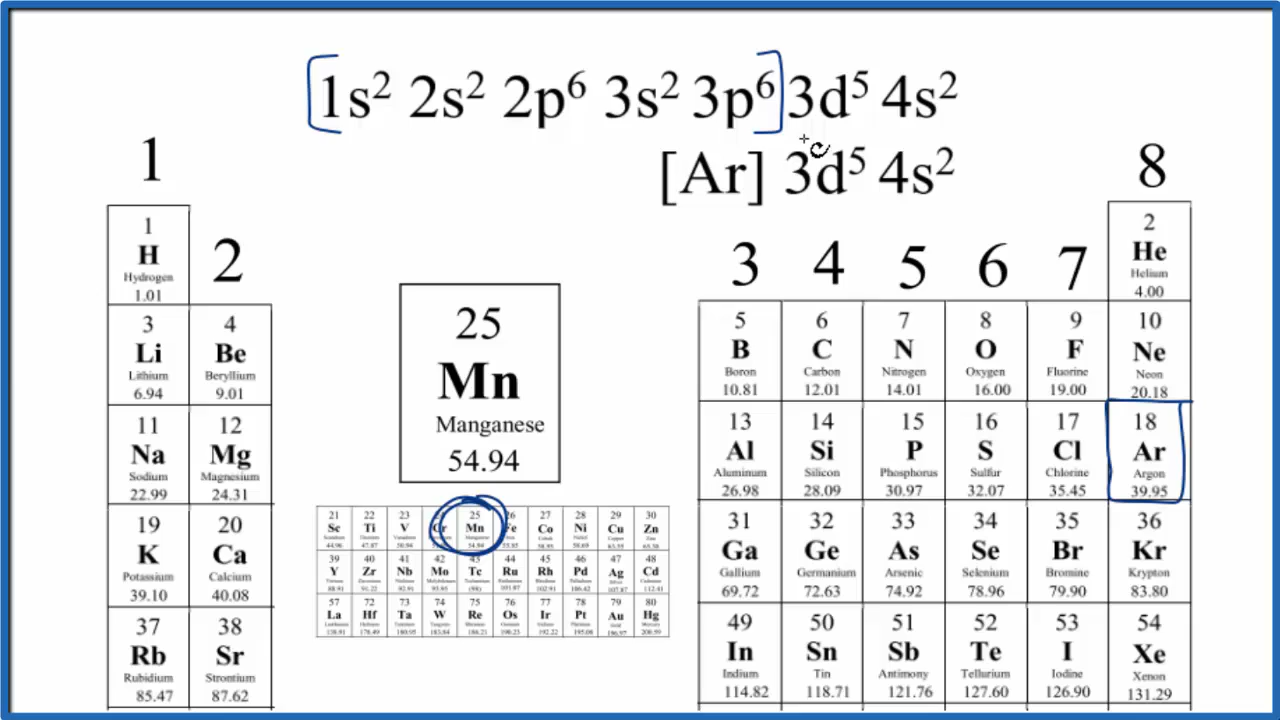 1s² 2s² 2p⁶ 3s² 3p⁶ 3d⁵ 4s²
[Ar] 3d⁵ 4s²
1
8
1
H
Hydrogen
1.01
2
He
Helium
4.00
2
3 4 5 6 7
3 4
Li Be
Lithium Beryllium
6.94 9.01
5 6 7 8 9 10
B C N O F Ne
Boron Carbon Nitrogen Oxygen Fluorine Neon
10.81 12.01 14.01 16.00 19.00 20.18
25
Mn
Manganese
54.94
11 12
Na Mg
Sodium Magnesium
22.99 24.31
13 14 15 16 17 18
Al Si P S Cl Ar
Aluminum Silicon Phosphorus Sulfur Chlorine Argon
26.98 28.09 30.97 32.07 35.45 39.95
19 20
K Ca
Potassium Calcium
39.10 40.08
21 22 23 25 26 27 28 29 30
Sc Ti V Cr Mn Fe Co Ni Cu Zn
39 40 41 42 43 44 45 46 47 48
Y Zr Nb Mo Tc Ru Rh Pd Ag Cd
57 72 73 74 75 76 77 78 79 80
La Hf Ta W Re Os Ir Pt Au Hg
31 32 33 34 35 36
Ga Ge As Se Br Kr
Gallium Germanium Arsenic Selenium Bromine Krypton
69.72 72.63 74.92 78.96 79.90 83.80
37 38
Rb Sr
Rubidium Strontium
85.47 87.62
49 50 51 52 53 54
In Sn Sb Te I Xe
Indium Tin Antimony Tellurium Iodine Xenon
114.82 118.71 121.76 127.60 126.90 131.29